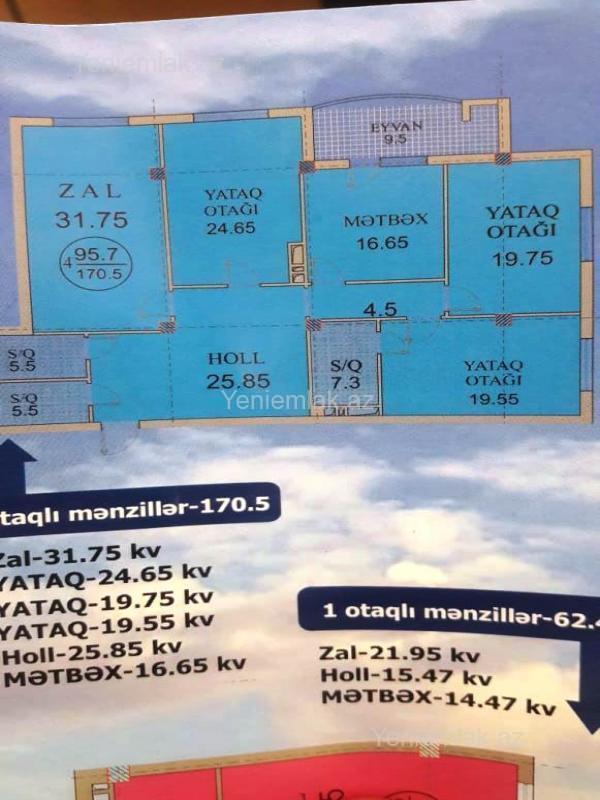 Yeniemlak.az
EYVAN
9.5
ZAL
31.75
4 95.7
170.5
YATAQ
OTAĞI
24.65
MƏTBƏX
16.65
YATAQ
OTAĞI
19.75
4.5
S/Q
5.5
S/Q
5.5
HOLL
25.85
S/Q
7.3
YATAQ
OTAĞI
19.55
Yeniemlak.az
taqlı mənzillər-170.5
Zal-31.75 kv
YATAQ-24.65 kv
YATAQ-19.75 kv
YATAQ-19.55 kv
Holl-25.85 kv
MƏTBƏX-16.65 kv
1 otaqlı mənzillər-62.4
Zal-21.95 kv
Holl-15.47 kv
MƏTBƏX-14.47 kv
Yeniemlak.az